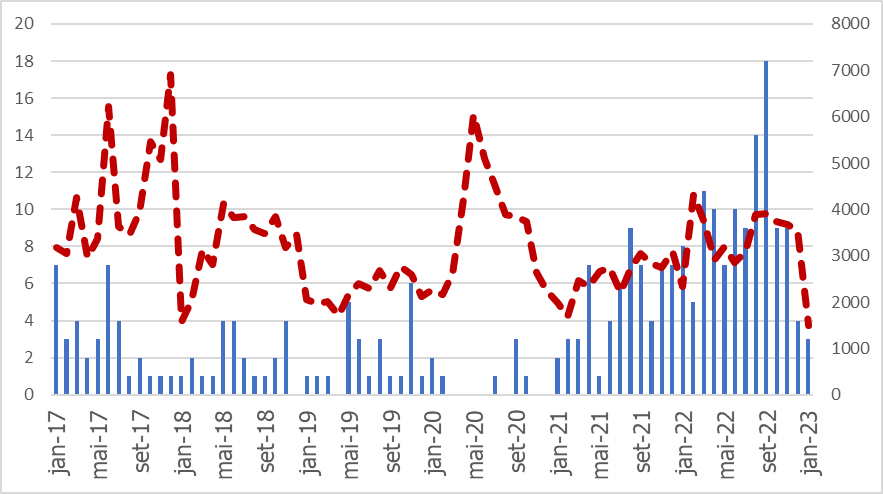 20
18
16
14
12
10
8
6
4
2
0
8000
7000
6000
5000
4000
3000
2000
1000
0
jan-17
mai-17
set-17
jan-18
mai-18
set-18
jan-19
mai-19
set-19
jan-20
mai-20
set-20
jan-21
mai-21
set-21
jan-22
mai-22
set-22
jan-23